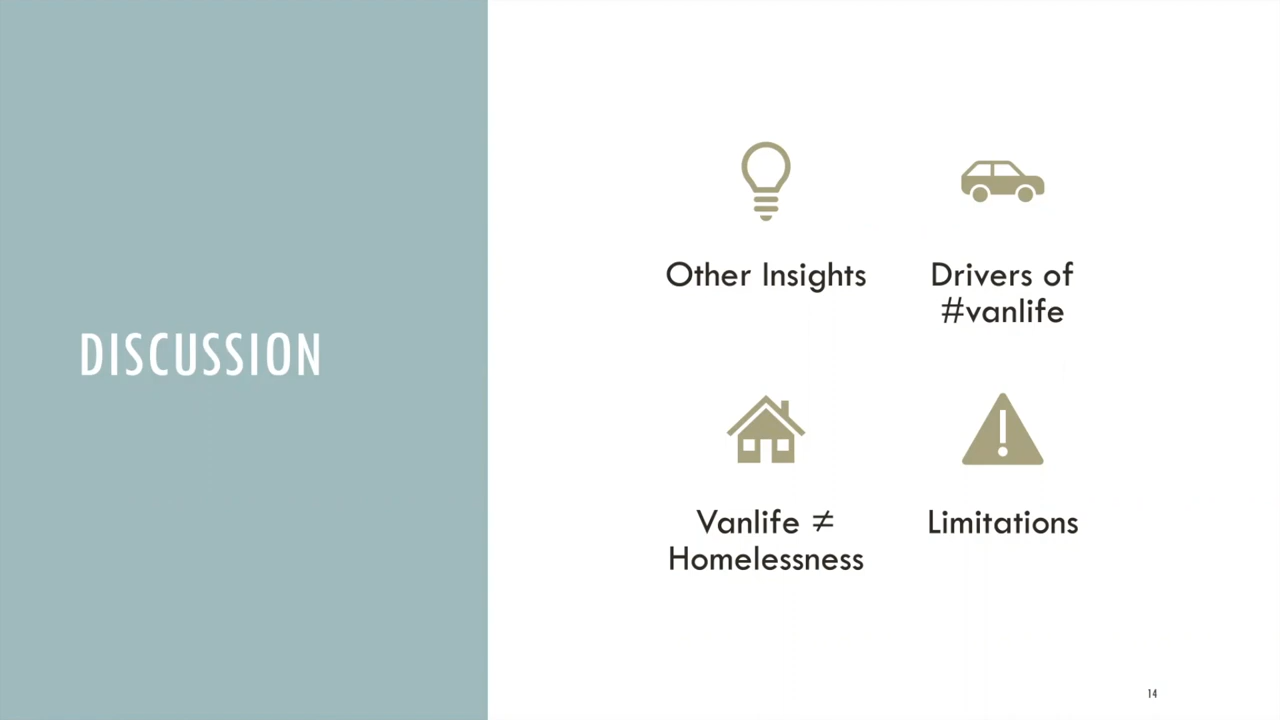 DISCUSSION
Other Insights
Drivers of
#vanlife
Vanlife ≠
Homelessness
Limitations
14